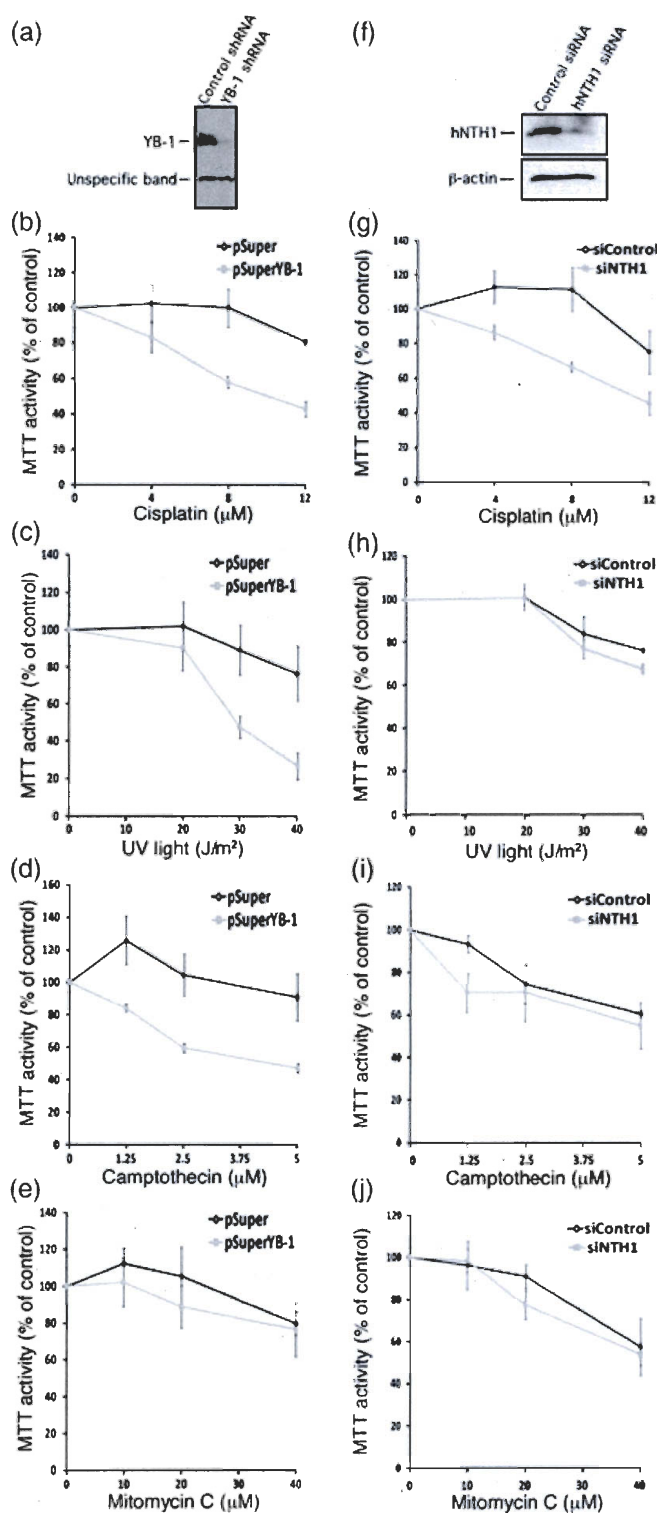 (a)
Control shRNA
YB-1 shRNA
YB-1
Unspecific band
(f)
Control siRNA
hNTH1 siRNA
hNTH1
β-actin
(b)
pSuper
pSuperYB-1
MTT activity (% of control)
140
120
100
80
60
40
20
0
0 4 8 12
Cisplatin (μM)
(g)
siControl
siNTH1
MTT activity (% of control)
140
120
100
80
60
40
20
0
0 4 8 12
Cisplatin (μM)
(c)
pSuper
pSuperYB-1
MTT activity (% of control)
140
120
100
80
60
40
20
0
0 10 20 30 40
UV light (J/m²)
(h)
siControl
siNTH1
MTT activity (% of control)
120
100
80
60
40
20
0
0 10 20 30 40
UV light (J/m²)
(d)
pSuper
pSuperYB-1
MTT activity (% of control)
160
140
120
100
80
60
40
20
0
0 1.25 2.5 3.75 5
Camptothecin (μM)
(i)
siControl
siNTH1
MTT activity (% of control)
120
100
80
60
40
20
0
0 1.25 2.5 3.75 5
Camptothecin (μM)
(e)
pSuper
pSuperYB-1
MTT activity (% of control)
140
120
100
80
60
40
20
0
0 10 20 30 40
Mitomycin C (μM)
(j)
siControl
siNTH1
MTT activity (% of control)
120
100
80
60
40
20
0
0 10 20 30 40
Mitomycin C (μM)